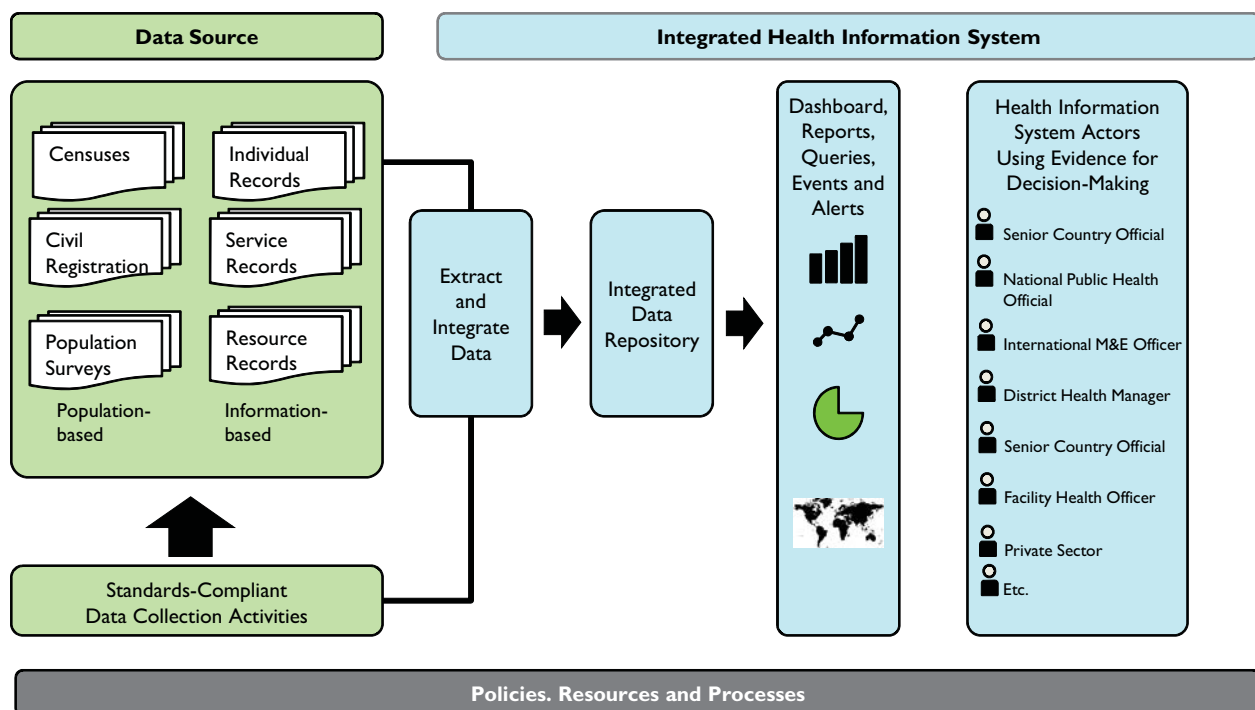 Data Source
Integrated Health Information System
Censuses
Individual
Records
Civil
Registration
Service
Records
Population
Surveys
Resource
Records
Population-
based
Information-
based
Standards-Compliant
Data Collection Activities
Extract
and
Integrate
Data
Integrated
Data
Repository
Dashboard,
Reports,
Queries,
Events and
Alerts
Health Information
System Actors
Using Evidence for
Decision-Making
Senior Country Official
National Public Health
Official
International M&E Officer
District Health Manager
Senior Country Official
Facility Health Officer
Private Sector
Etc.
Policies. Resources and Processes